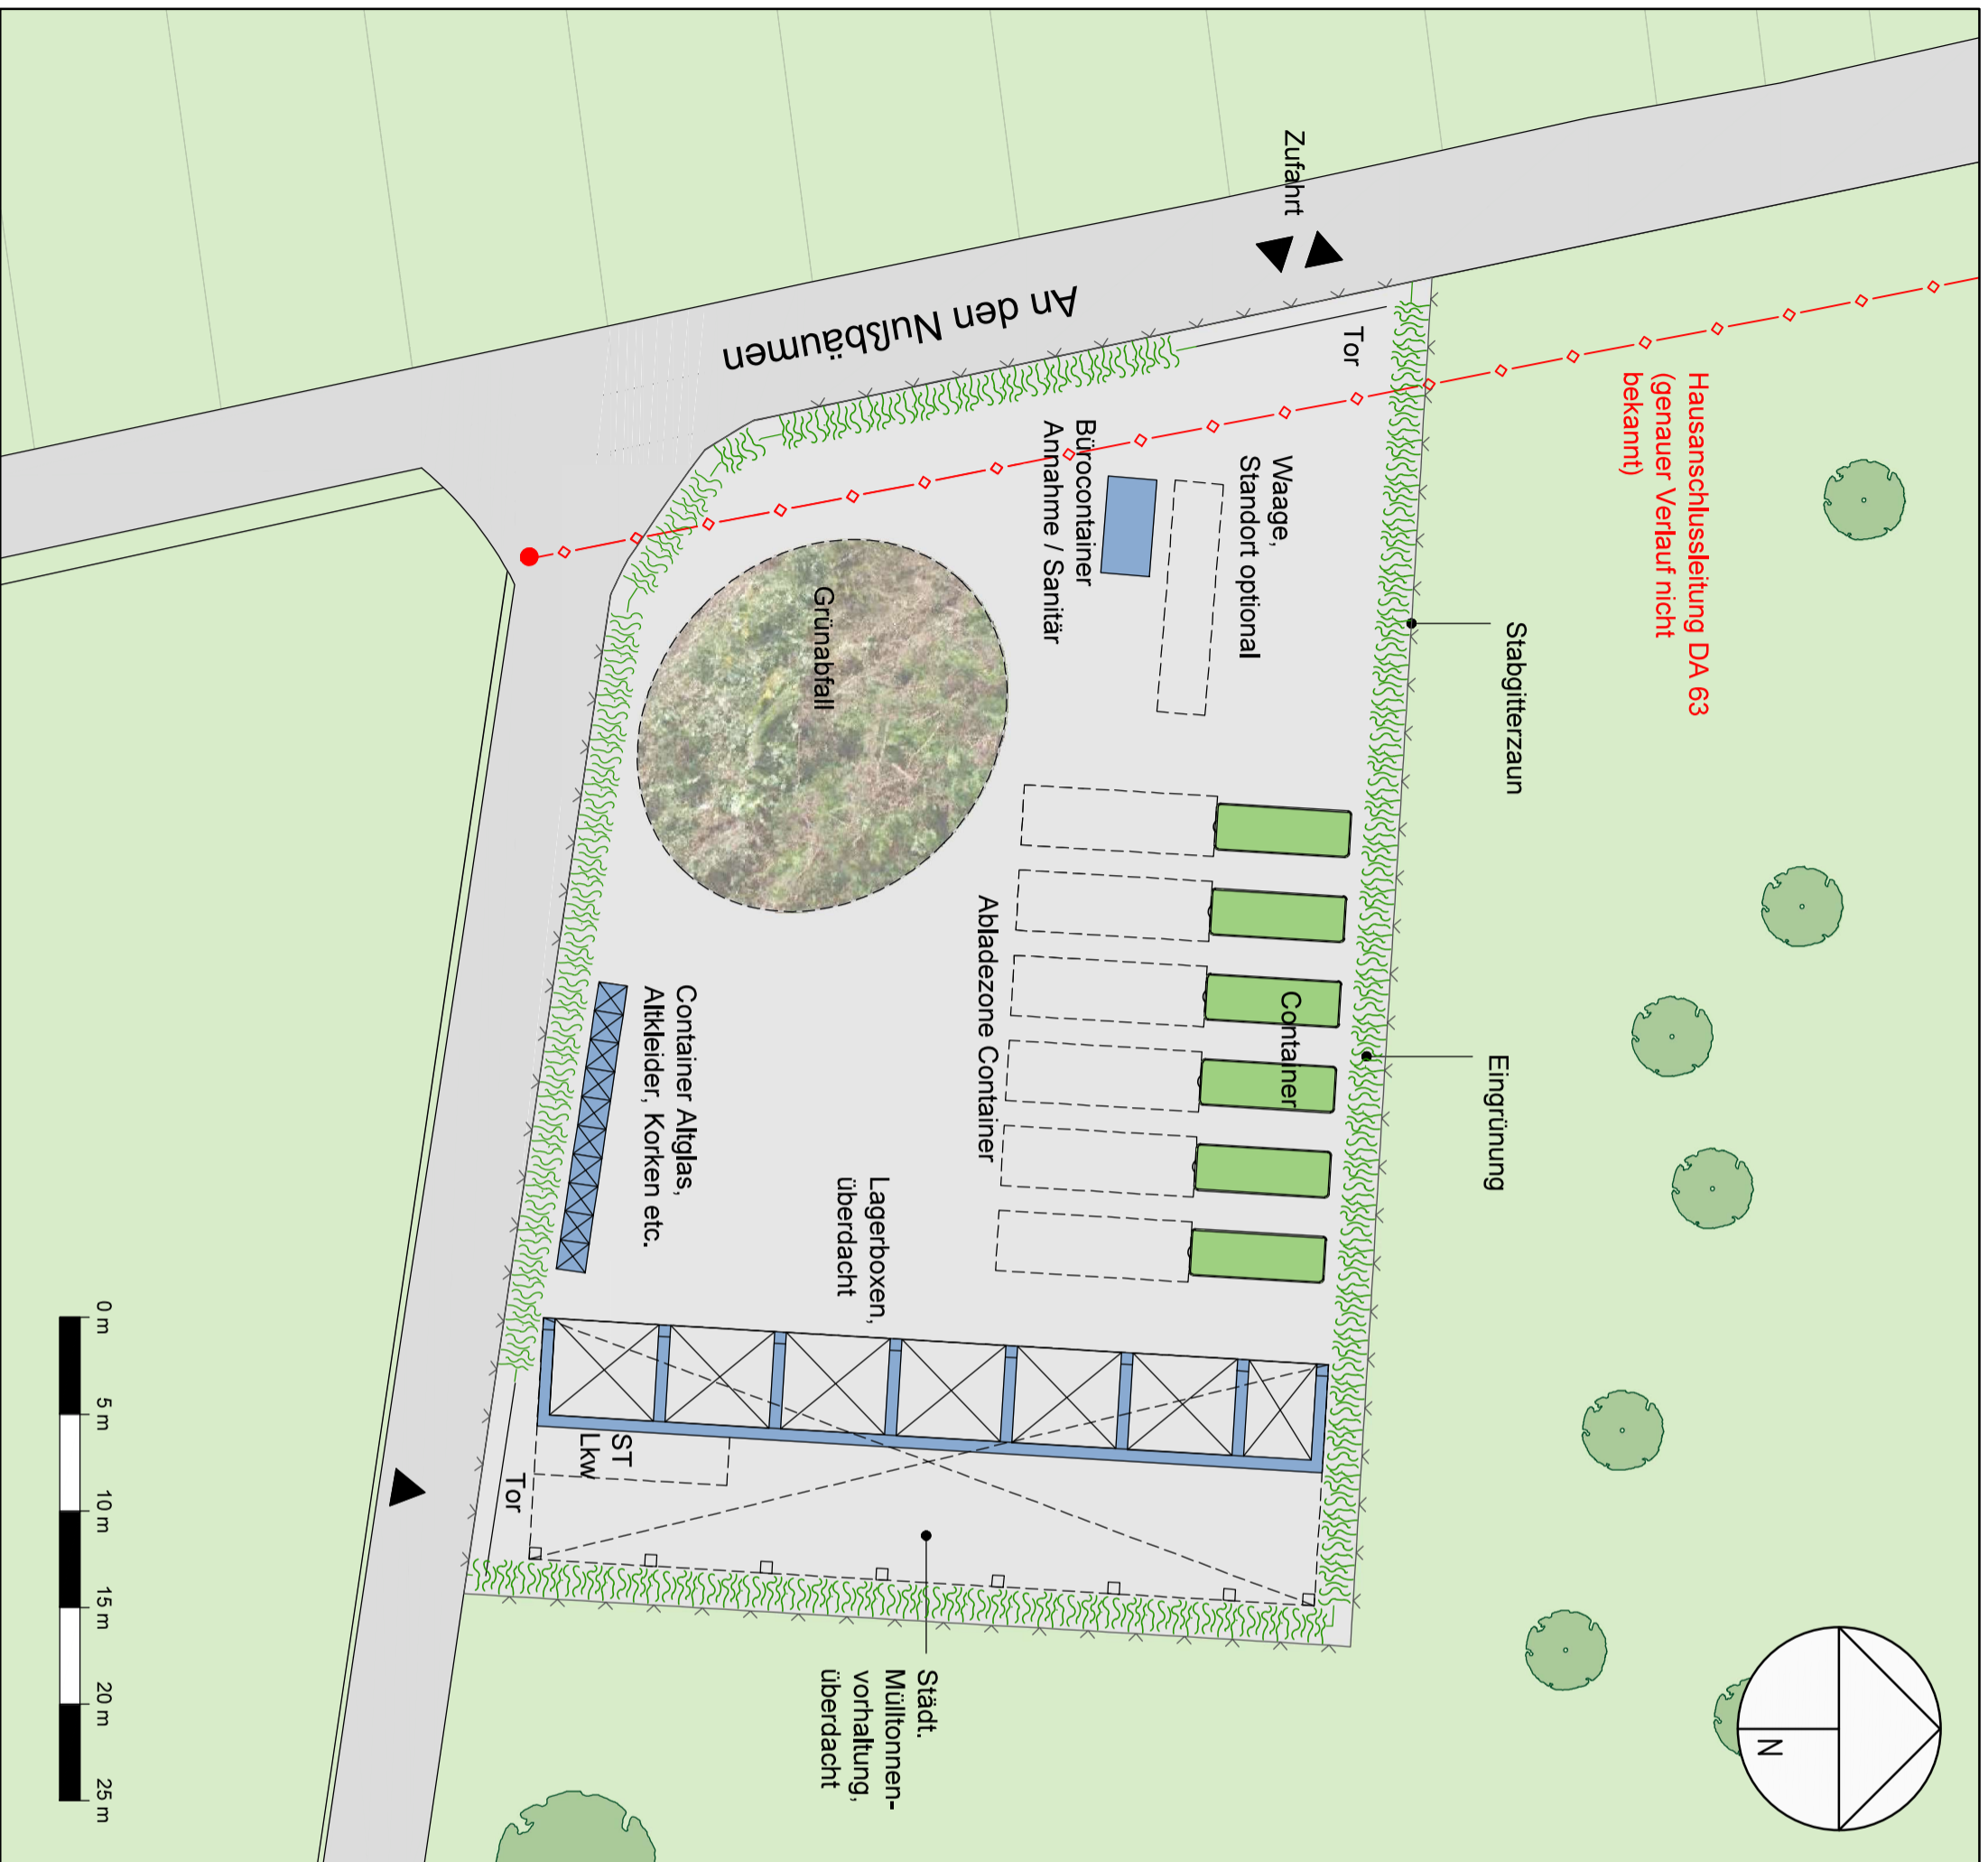 Hausanschlussleitung DA 63
(genauer Verlauf nicht
bekannt)
Stabgitterzaun
Eingrünung
Zufahrt
Tor
An den Nußbäumen
Waage,
Standort optional
Bürocontainer
Annahme / Sanitär
Grünabfall
Container
Abladezone Container
Container Altglas,
Altkleider, Korken etc.
Lagerboxen,
überdacht
ST
Lkw
Tor
Städt.
Mülltonnen-
vorhaltung,
überdacht
N
0 m
5 m
10 m
15 m
20 m
25 m